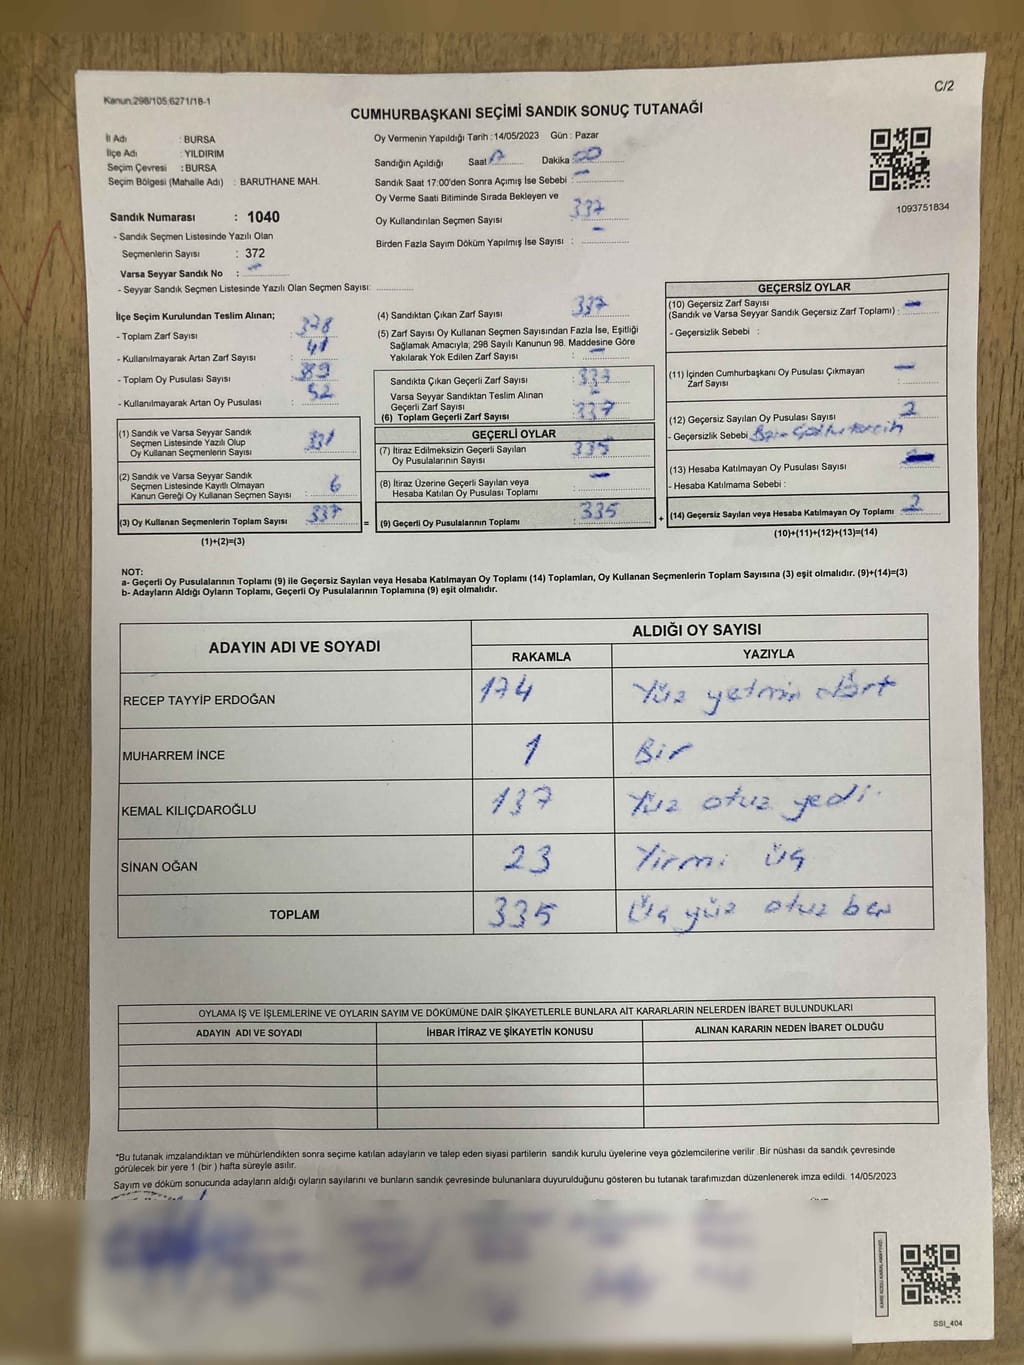 Kanun:298/105;6271/18-1
C/2
CUMHURBAŞKANI SEÇİMİ SANDIK SONUÇ TUTANAĞI
İl Adı : BURSA
İlçe Adı : YILDIRIM
Seçim Çevresi : BURSA
Seçim Bölgesi (Mahalle Adı) : BARUTHANE MAH.
Sandık Numarası : 1040
- Sandık Seçmen Listesinde Yazılı Olan
Seçmenlerin Sayısı : 372
Varsa Seyyar Sandık No : -
- Seyyar Sandık Seçmen Listesinde Yazılı Olan Seçmen Sayısı: ............
Oy Vermenin Yapıldığı Tarih : 14/05/2023 Gün : Pazar
Sandığın Açıldığı Saat 17 Dakika 00
Sandık Saat 17:00'den Sonra Açımış İse Sebebi : -
Oy Verme Saati Bitiminde Sırada Bekleyen ve
Oy Kullandırılan Seçmen Sayısı 337
Birden Fazla Sayım Döküm Yapılmış İse Sayısı : -
1093751834
İlçe Seçim Kurulundan Teslim Alınan;
- Toplam Zarf Sayısı : 378
- Kullanılmayarak Artan Zarf Sayısı : 41
- Toplam Oy Pusulası Sayısı : 389
- Kullanılmayarak Artan Oy Pusulası : 52
(1) Sandık ve Varsa Seyyar Sandık
Seçmen Listesinde Yazılı Olup
Oy Kullanan Seçmenlerin Sayısı : 331
(2) Sandık ve Varsa Seyyar Sandık
Seçmen Listesinde Kayıtlı Olmayan
Kanun Gereği Oy Kullanan Seçmen Sayısı : 6
(3) Oy Kullanan Seçmenlerin Toplam Sayısı : 337
(1)+(2)=(3)
=
(4) Sandıktan Çıkan Zarf Sayısı : 337
(5) Zarf Sayısı Oy Kullanan Seçmen Sayısından Fazla İse, Eşitliği
Sağlamak Amacıyla; 298 Sayılı Kanunun 98. Maddesine Göre
Yakılarak Yok Edilen Zarf Sayısı : -
Sandıkta Çıkan Geçerli Zarf Sayısı : 337
Varsa Seyyar Sandıktan Teslim Alınan
Geçerli Zarf Sayısı : -
(6) Toplam Geçerli Zarf Sayısı : 337
GEÇERLİ OYLAR
(7) İtiraz Edilmeksizin Geçerli Sayılan
Oy Pusulalarının Sayısı : 335
(8) İtiraz Üzerine Geçerli Sayılan veya
Hesaba Katılan Oy Pusulası Toplamı : -
(9) Geçerli Oy Pusulalarının Toplamı : 335
+
GEÇERSİZ OYLAR
(10) Geçersiz Zarf Sayısı
(Sandık ve Varsa Seyyar Sandık Geçersiz Zarf Toplamı) : -
- Geçersizlik Sebebi :
(11) İçinden Cumhurbaşkanı Oy Pusulası Çıkmayan
Zarf Sayısı : -
(12) Geçersiz Sayılan Oy Pusulası Sayısı : 2
- Geçersizlik Sebebi :
(13) Hesaba Katılmayan Oy Pusulası Sayısı : -
- Hesaba Katılmama Sebebi :
(14) Geçersiz Sayılan veya Hesaba Katılmayan Oy Toplamı : 2
(10)+(11)+(12)+(13)=(14)
NOT:
a- Geçerli Oy Pusulalarının Toplamı (9) ile Geçersiz Sayılan veya Hesaba Katılmayan Oy Toplamı (14) Toplamları, Oy Kullanan Seçmenlerin Toplam Sayısına (3) eşit olmalıdır. (9)+(14)=(3)
b- Adayların Aldığı Oyların Toplamı, Geçerli Oy Pusulalarının Toplamına (9) eşit olmalıdır.
ADAYIN ADI VE SOYADI
ALDIĞI OY SAYISI
RAKAMLA YAZIYLA
RECEP TAYYİP ERDOĞAN 174 Yüz yetmiş dört
MUHARREM İNCE 1 Bir
KEMAL KILIÇDAROĞLU 137 Yüz otuz yedi
SİNAN OĞAN 23 Yirmi üç
TOPLAM 335 Üç yüz otuz beş
OYLAMA İŞ VE İŞLEMLERİNE VE OYLARIN SAYIM VE DÖKÜMÜNE DAİR ŞİKAYETLERLE BUNLARA AİT KARARLARIN NELERDEN İBARET BULUNDUKLARI
ADAYIN ADI VE SOYADI İHBAR İTİRAZ VE ŞİKAYETİN KONUSU ALINAN KARARIN NEDEN İBARET OLDUĞU
*Bu tutanak imzalandıktan ve mühürlendikten sonra seçime katılan adayların ve talep eden siyasi partilerin sandık kurulu üyelerine veya gözlemcilerine verilir .Bir nüshası da sandık çevresinde
görülecek bir yere 1 (bir ) hafta süreyle asılır.
Sayım ve döküm sonucunda adayların aldığı oyların sayılarını ve bunların sandık çevresinde bulunanlara duyurulduğunu gösteren bu tutanak tarafımızdan düzenlenerek imza edildi. 14/05/2023
SSI_404